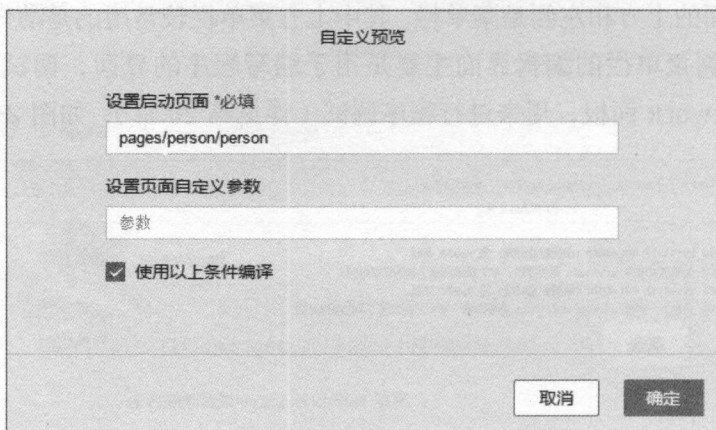 自定义预览
设置启动页面 *必填
pages/person/person
设置页面自定义参数
参数
使用以上条件编译
取消
确定